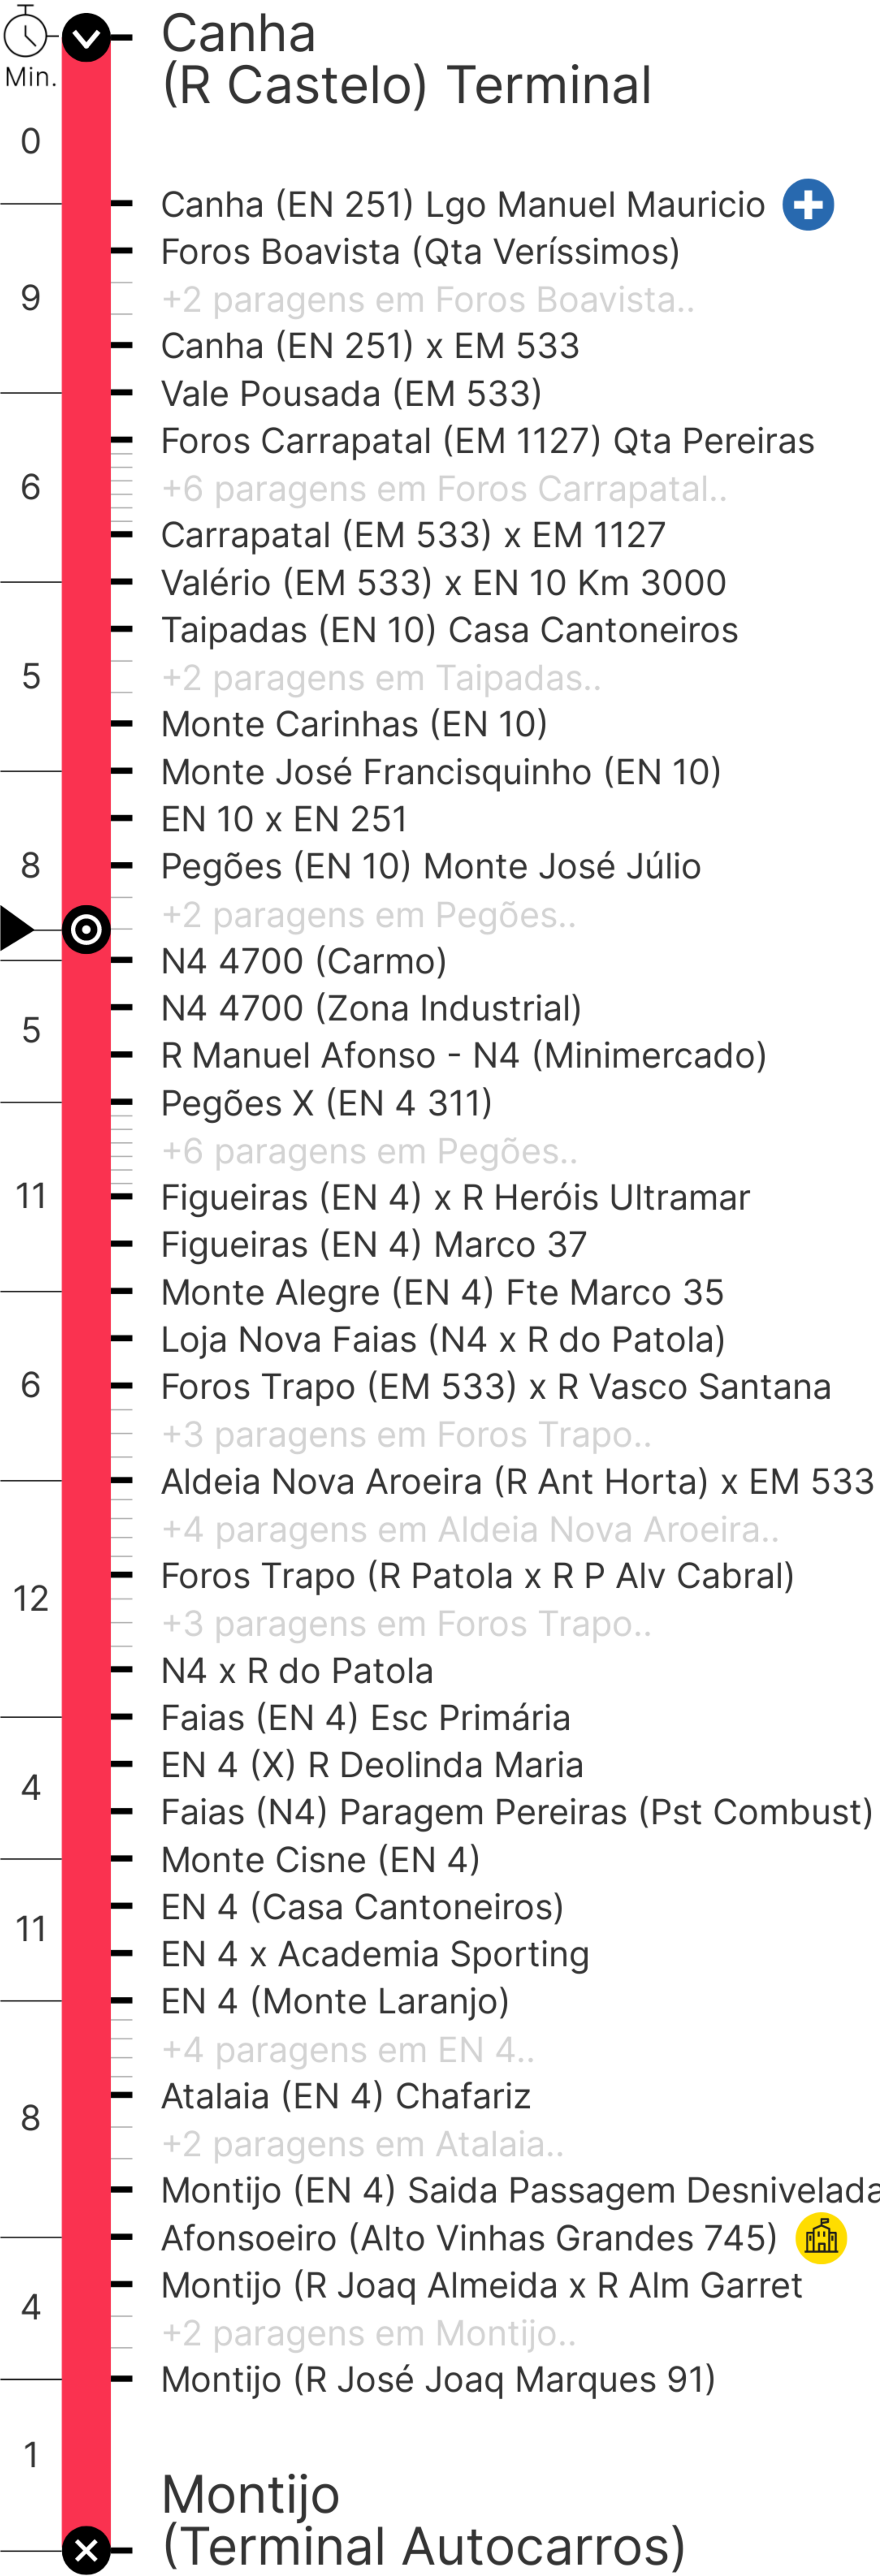 Canha
(R Castelo) Terminal
Min.
0
Canha (EN 251) Lgo Manuel Mauricio
Foros Boavista (Qta Veríssimos)
9
+2 paragens em Foros Boavista..
Canha (EN 251) x EM 533
Vale Pousada (EM 533)
Foros Carrapatal (EM 1127) Qta Pereiras
6
+6 paragens em Foros Carrapatal..
Carrapatal (EM 533) x EM 1127
Valério (EM 533) x EN 10 Km 3000
Taipadas (EN 10) Casa Cantoneiros
5
+2 paragens em Taipadas..
Monte Carinhas (EN 10)
Monte José Francisquinho (EN 10)
EN 10 x EN 251
8
Pegões (EN 10) Monte José Júlio
+2 paragens em Pegões..
N4 4700 (Carmo)
N4 4700 (Zona Industrial)
5
R Manuel Afonso - N4 (Minimercado)
Pegões X (EN 4 311)
+6 paragens em Pegões..
11
Figueiras (EN 4) x R Heróis Ultramar
Figueiras (EN 4) Marco 37
Monte Alegre (EN 4) Fte Marco 35
Loja Nova Faias (N4 x R do Patola)
6
Foros Trapo (EM 533) x R Vasco Santana
+3 paragens em Foros Trapo..
Aldeia Nova Aroeira (R Ant Horta) x EM 533
+4 paragens em Aldeia Nova Aroeira..
Foros Trapo (R Patola x R P Alv Cabral)
12
+3 paragens em Foros Trapo..
N4 x R do Patola
Faias (EN 4) Esc Primária
EN 4 (X) R Deolinda Maria
4
Faias (N4) Paragem Pereiras (Pst Combust)
Monte Cisne (EN 4)
EN 4 (Casa Cantoneiros)
11
EN 4 x Academia Sporting
EN 4 (Monte Laranjo)
+4 paragens em EN 4..
Atalaia (EN 4) Chafariz
8
+2 paragens em Atalaia..
Montijo (EN 4) Saida Passagem Desnivelada
Afonsoeiro (Alto Vinhas Grandes 745)
Montijo (R Joaq Almeida x R Alm Garret
4
+2 paragens em Montijo..
Montijo (R José Joaq Marques 91)
1
Montijo
(Terminal Autocarros)